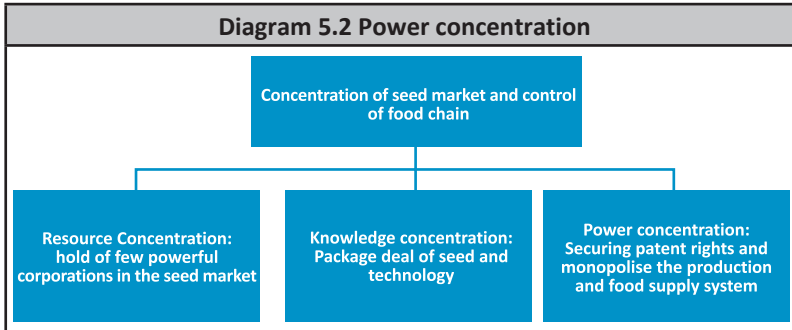 Diagram 5.2 Power concentration
Concentration of seed market and control
of food chain
Resource Concentration:
hold of few powerful
corporations in the seed market
Knowledge concentration:
Package deal of seed and
technology
Power concentration:
Securing patent rights and
monopolise the production
and food supply system